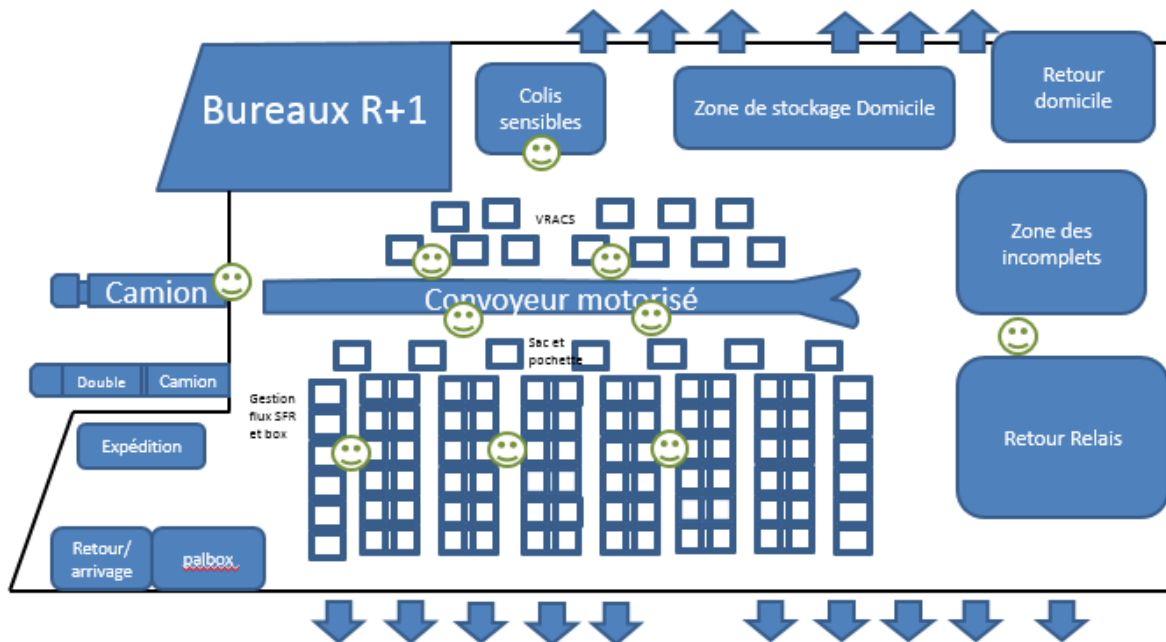 Bureaux R+1
Colis
sensibles
Zone de stockage Domicile
Retour
domicile
VRACS
Zone des
incomplets
Camion
Convoyeur motorisé
Sac et
pochette
Double
Camion
Gestion
flux SFR
et box
Expédition
Retour Relais
Retour/
arrivage
palbox